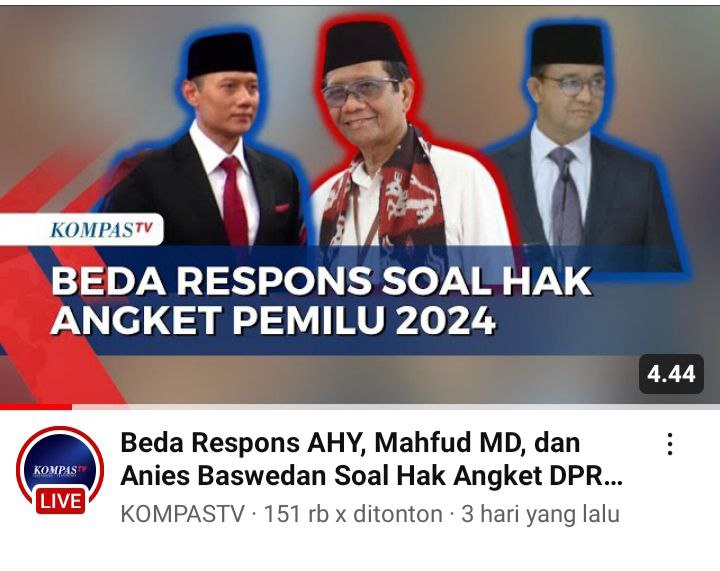 KOMPASTV
BEDA RESPONS SOAL HAK
ANGKET PEMILU 2024
4.44
KOMPASTV
LIVE
Beda Respons AHY, Mahfud MD, dan
Anies Baswedan Soal Hak Angket DPR...
KOMPASTV · 151 rb x ditonton · 3 hari yang lalu